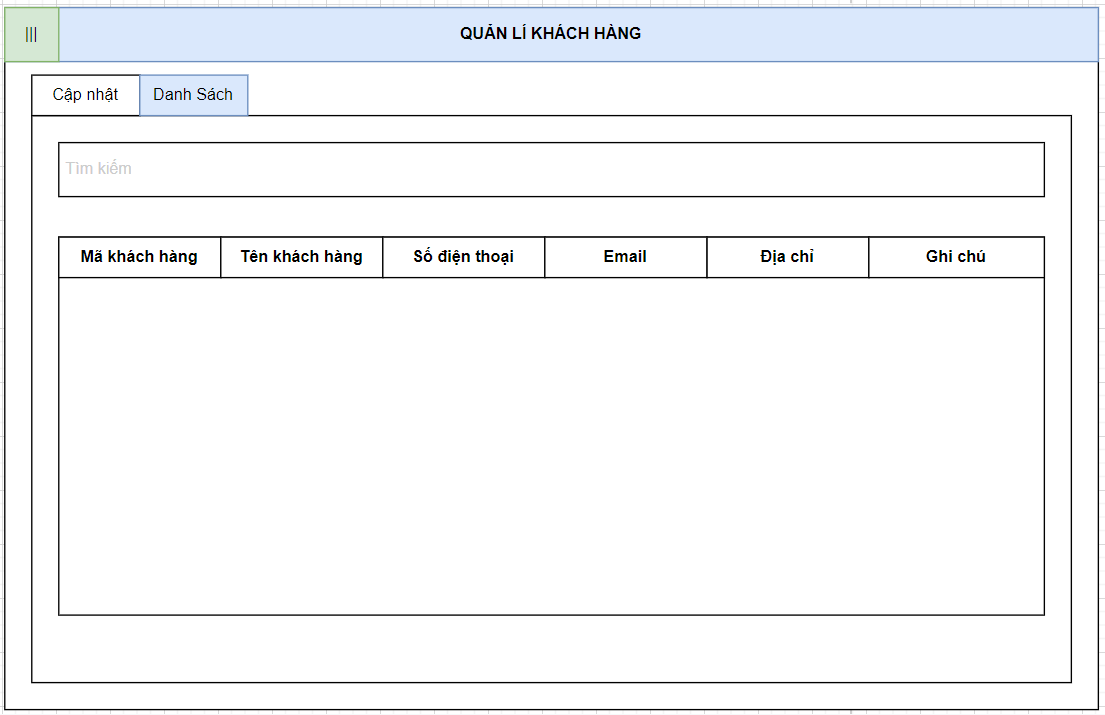 |||
QUẢN LÍ KHÁCH HÀNG
Cập nhật
Danh Sách
Tìm kiếm
Mã khách hàng
Tên khách hàng
Số điện thoại
Email
Địa chỉ
Ghi chú